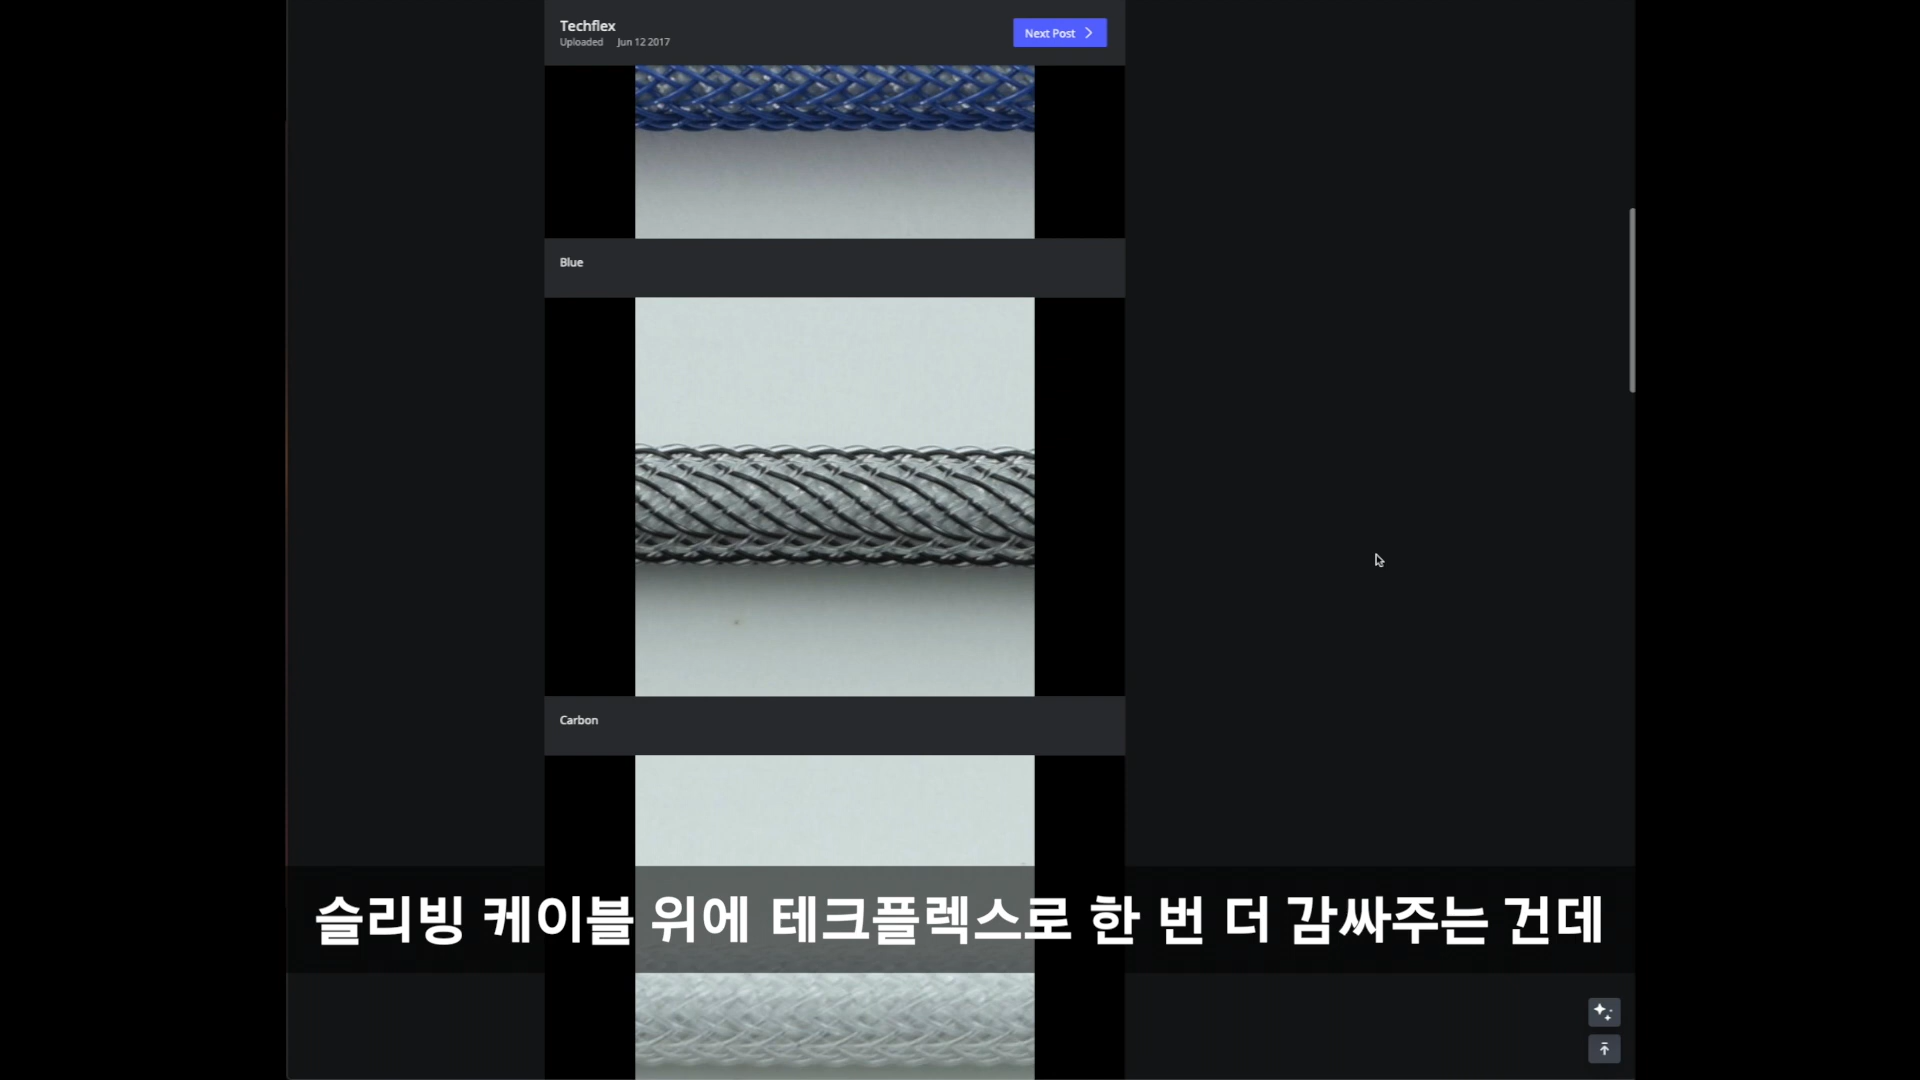 Techflex
Uploaded Jun 12 2017
Next Post
Blue
Carbon
슬리빙 케이블 위에 테크플렉스로 한 번 더 감싸주는 건데